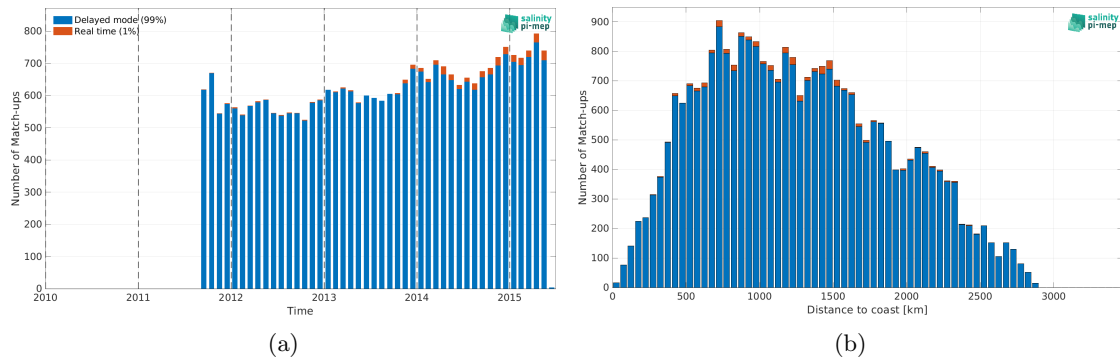 Delayed mode (99%)
Real time (1%)
salinity
pi-mep
Number of Match-ups
800
700
600
500
400
300
200
100
0
2010 2011 2012 2013 2014 2015
Time
(a)
salinity
pi-mep
Number of Match-ups
900
800
700
600
500
400
300
200
100
0
0 500 1000 1500 2000 2500 3000
Distance to coast [km]
(b)